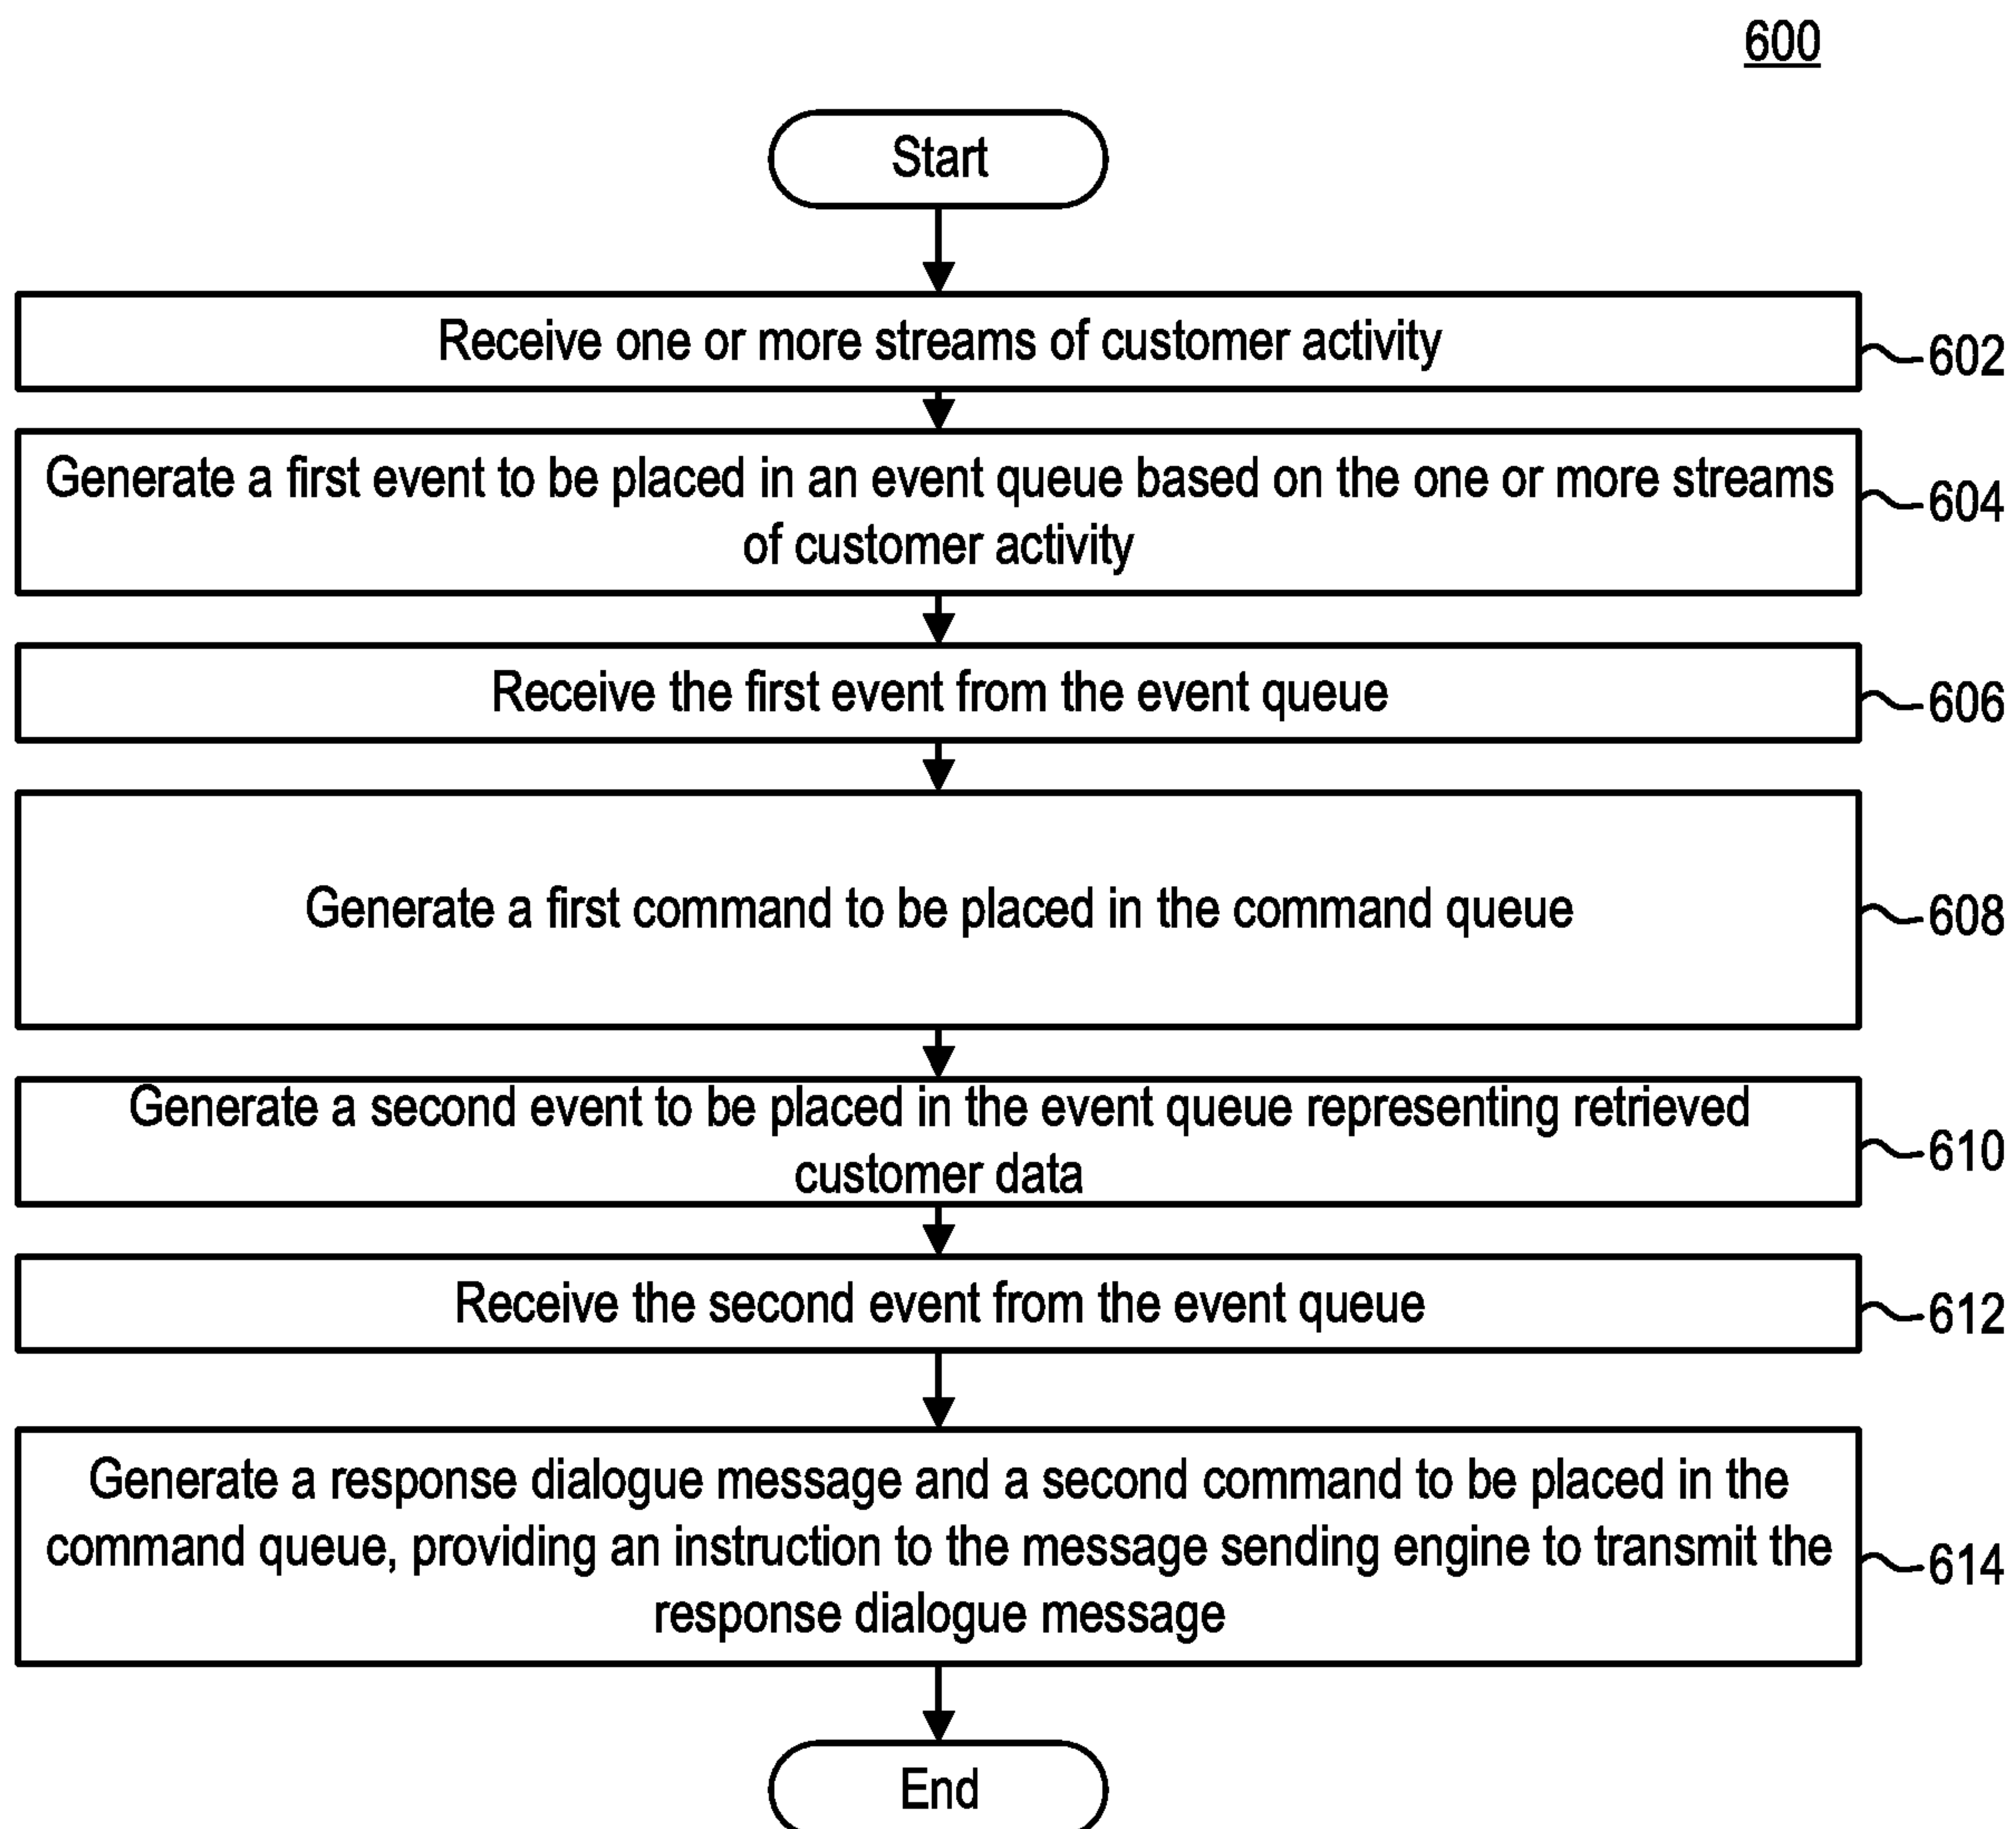 600
Start
Receive one or more streams of customer activity
602
Generate a first event to be placed in an event queue based on the one or more streams
of customer activity
604
Receive the first event from the event queue
606
Generate a first command to be placed in the command queue
608
Generate a second event to be placed in the event queue representing retrieved
customer data
610
Receive the second event from the event queue
612
Generate a response dialogue message and a second command to be placed in the
command queue, providing an instruction to the message sending engine to transmit the
response dialogue message
614
End